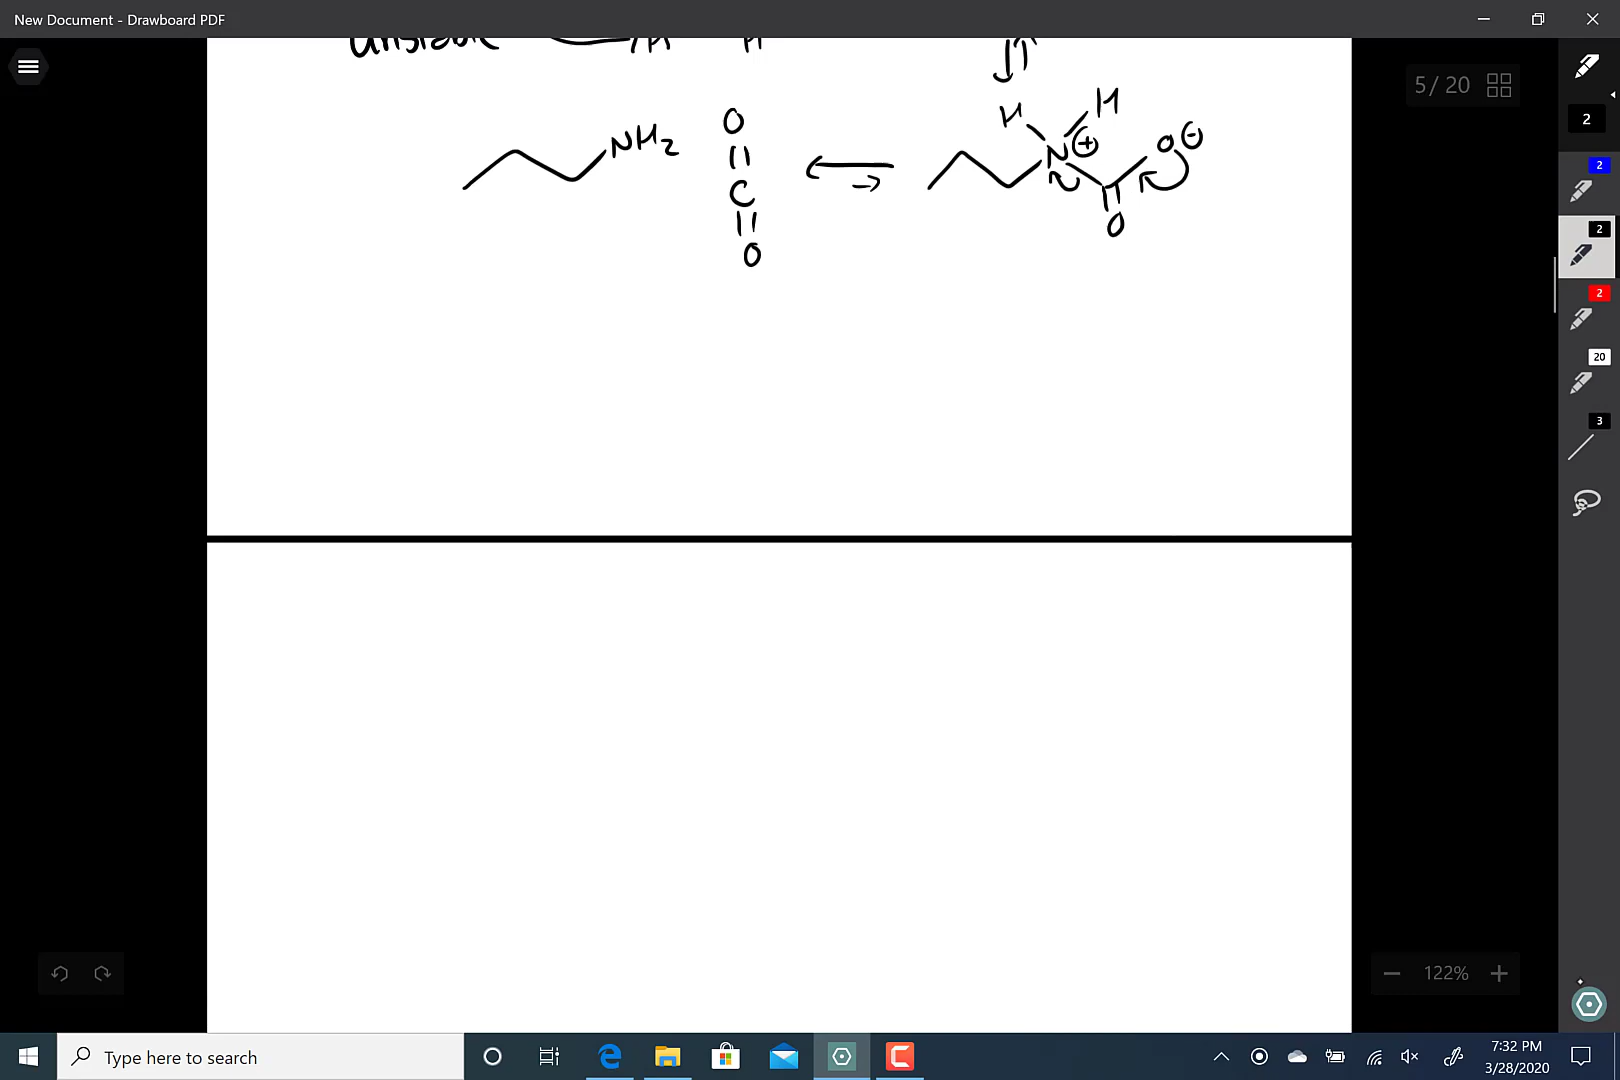 New Document - Drawboard PDF
unstable H H
5 / 20
2
2
2
2
20
3
O
NH2
C
O
H H
N + O -
O
122%
Type here to search
7:32 PM
3/28/2020